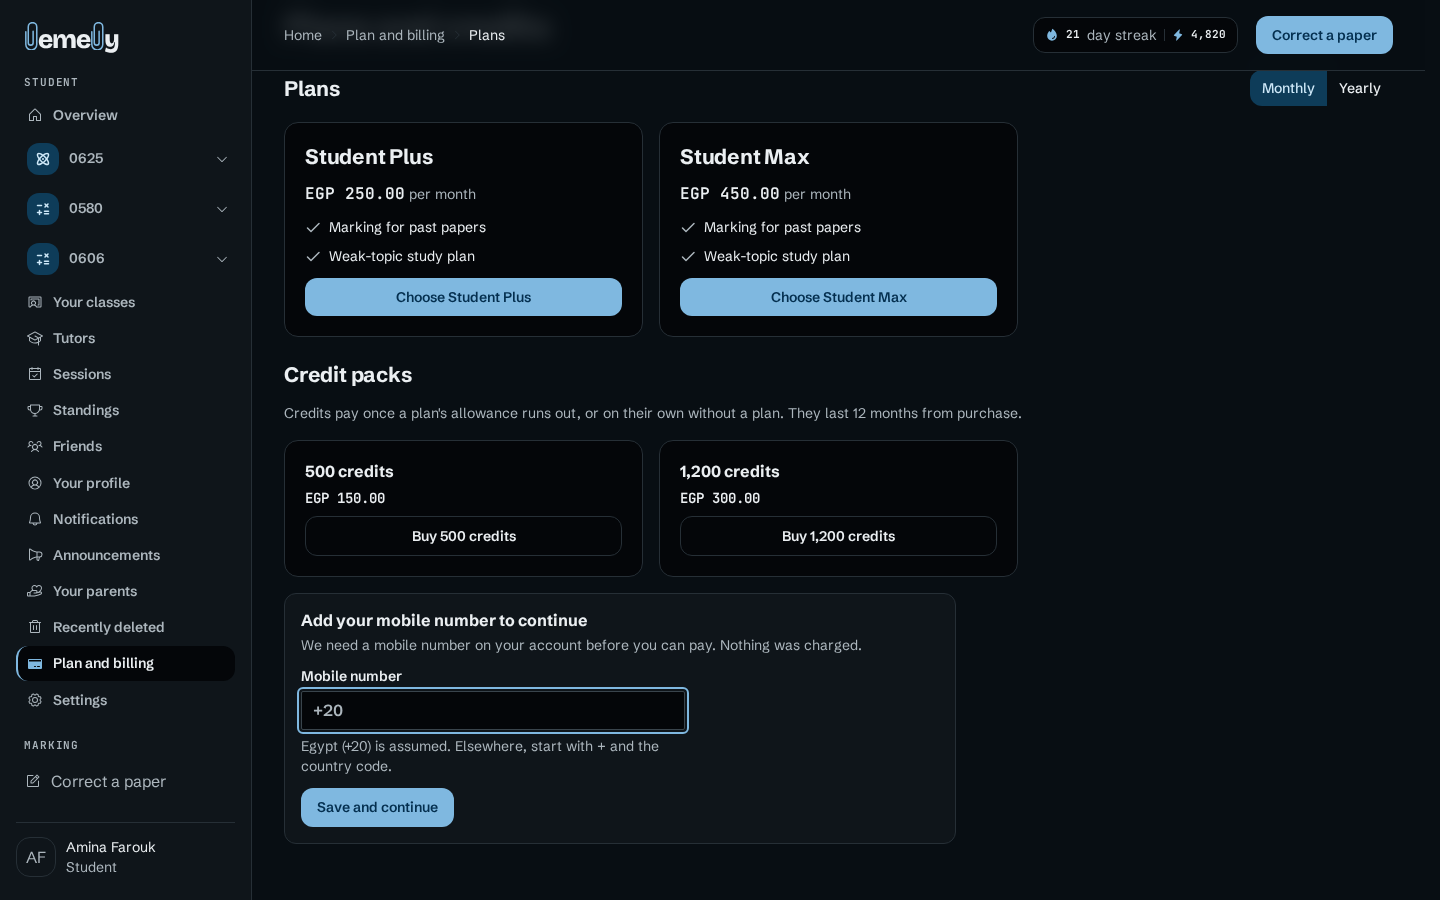 lemelly
STUDENT
Overview
0625
0580
0606
Your classes
Tutors
Sessions
Standings
Friends
Your profile
Notifications
Announcements
Your parents
Recently deleted
Plan and billing
Settings
MARKING
Correct a paper
AF
Amina Farouk
Student
Home
Plan and billing
Plans
21 day streak
4,820
Correct a paper
Plans
Monthly
Yearly
Student Plus
EGP 250.00 per month
Marking for past papers
Weak-topic study plan
Choose Student Plus
Student Max
EGP 450.00 per month
Marking for past papers
Weak-topic study plan
Choose Student Max
Credit packs
Credits pay once a plan's allowance runs out, or on their own without a plan. They last 12 months from purchase.
500 credits
EGP 150.00
Buy 500 credits
1,200 credits
EGP 300.00
Buy 1,200 credits
Add your mobile number to continue
We need a mobile number on your account before you can pay. Nothing was charged.
Mobile number
+20
Egypt (+20) is assumed. Elsewhere, start with + and the
country code.
Save and continue